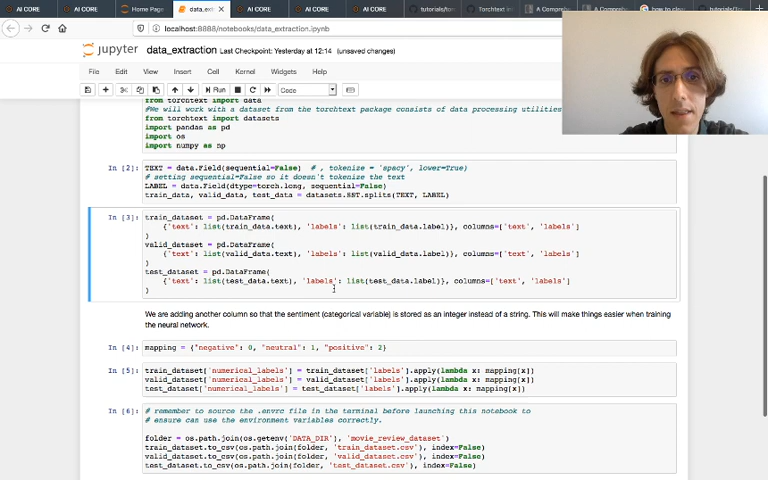 AI CORE
AI CORE
Home Page
data_extraction.ip
AI CORE
AI CORE
AI CORE
tutorials/tor
Torchtext in
A Comprehe
A Compreh
how to clea
tutorials/To
localhost:8888/notebooks/data_extraction.ipynb
jupyter data_extraction Last Checkpoint: Yesterday at 12:14 (unsaved changes)
File Edit View Insert Cell Kernel Widgets Help
Run
Code
from torchtext import data
#We will work with a dataset from the torchtext package consists of data processing utilities
from torchtext import datasets
import pandas as pd
import os
import numpy as np
In [2]: TEXT = data.Field(sequential=False) # , tokenize = 'spacy', lower=True)
# setting sequential=False so it doesn't tokenize the text
LABEL = data.Field(dtype=torch.long, sequential=False)
train_data, valid_data, test_data = datasets.SST.splits(TEXT, LABEL)
In [3]: train_dataset = pd.DataFrame(
{'text': list(train_data.text), 'labels': list(train_data.label)}, columns=['text', 'labels']
)
valid_dataset = pd.DataFrame(
{'text': list(valid_data.text), 'labels': list(valid_data.label)}, columns=['text', 'labels']
)
test_dataset = pd.DataFrame(
{'text': list(test_data.text), 'labels': list(test_data.label)}, columns=['text', 'labels']
)
We are adding another column so that the sentiment (categorical variable) is stored as an integer instead of a string. This will make things easier when training
the neural network.
In [4]: mapping = {"negative": 0, "neutral": 1, "positive": 2}
In [5]: train_dataset['numerical_labels'] = train_dataset['labels'].apply(lambda x: mapping[x])
valid_dataset['numerical_labels'] = valid_dataset['labels'].apply(lambda x: mapping[x])
test_dataset['numerical_labels'] = test_dataset['labels'].apply(lambda x: mapping[x])
In [6]: # remember to source the .envrc file in the terminal before launching this notebook to
# ensure can use the environment variables correctly.
folder = os.path.join(os.getenv('DATA_DIR'), 'movie_review_dataset')
train_dataset.to_csv(os.path.join(folder, 'train_dataset.csv'), index=False)
valid_dataset.to_csv(os.path.join(folder, 'valid_dataset.csv'), index=False)
test_dataset.to_csv(os.path.join(folder, 'test_dataset.csv'), index=False)